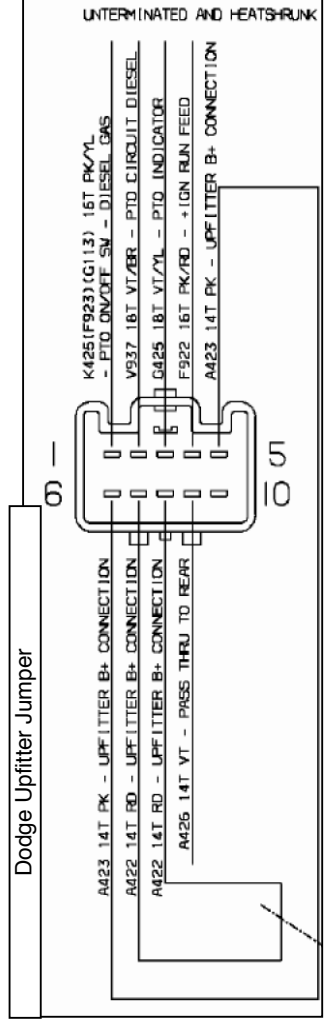 UNTERMINATED AND HEATSHRUNK
K425(F923)(G113) 16T PK/YL
- PTO ON/OFF SW - DIESEL GAS
V937 18T VT/BR - PTO CIRCUIT DIESEL
G425 18T VT/YL - PTO INDICATOR
F922 16T PK/RD - +IGN RUN FEED
A423 14T PK - UPFITTER B+ CONNECTION
1
5
6
10
Dodge Upfitter Jumper
A423 14T PK - UPFITTER B+ CONNECTION
A422 14T RD - UPFITTER B+ CONNECTION
A422 14T RD - UPFITTER B+ CONNECTION
A426 14T VT - PASS THRU TO REAR